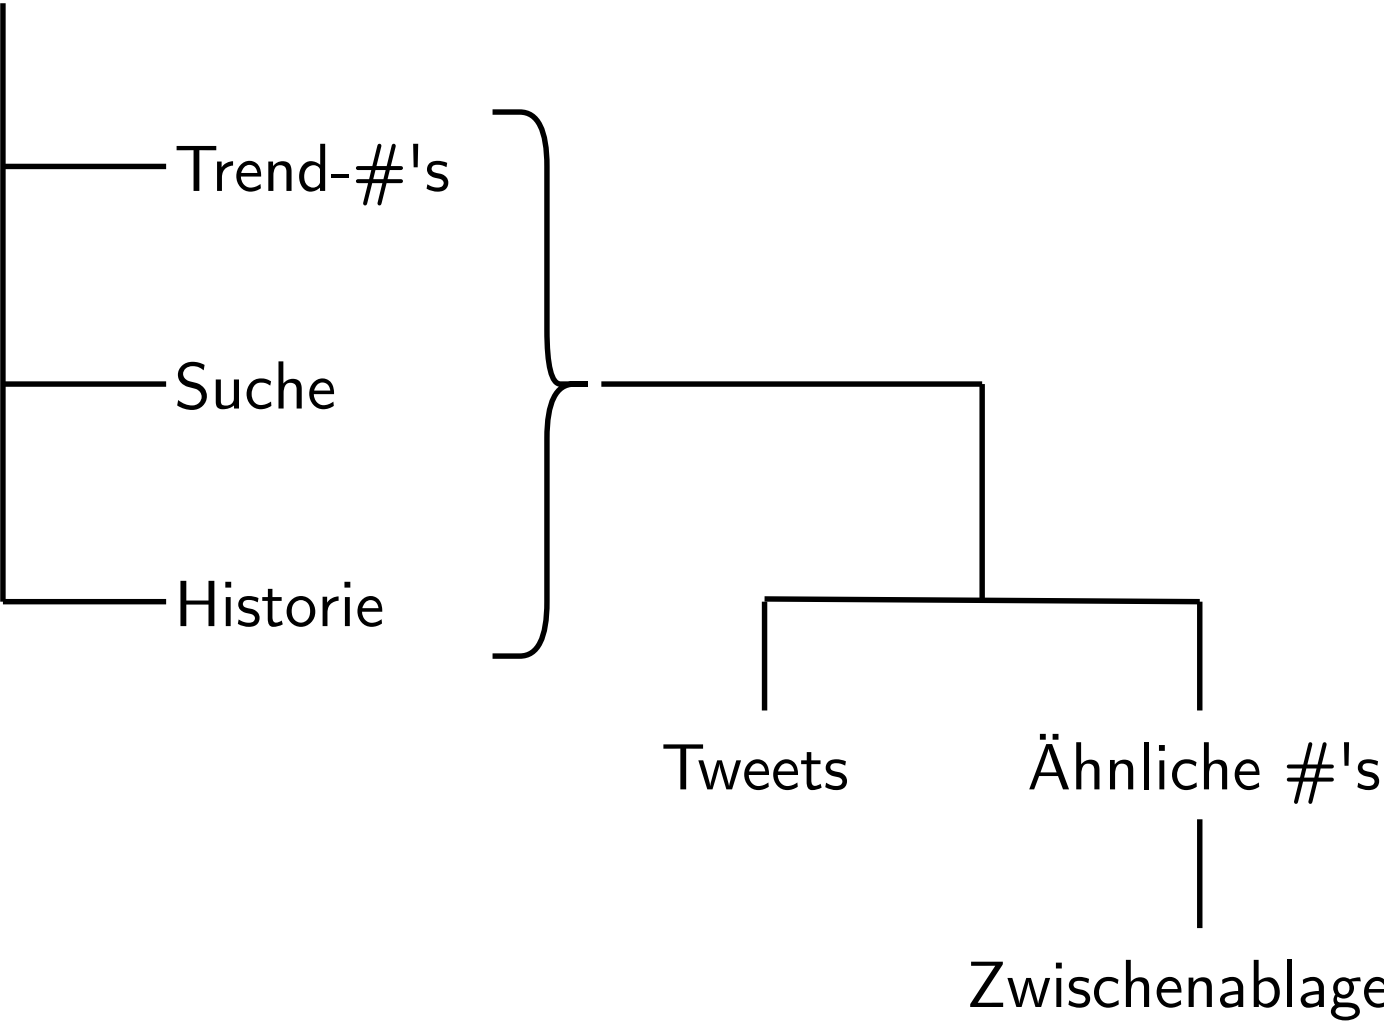 Trend-#'s
Suche
Historie
Tweets
Ähnliche #'s
Zwischenablage